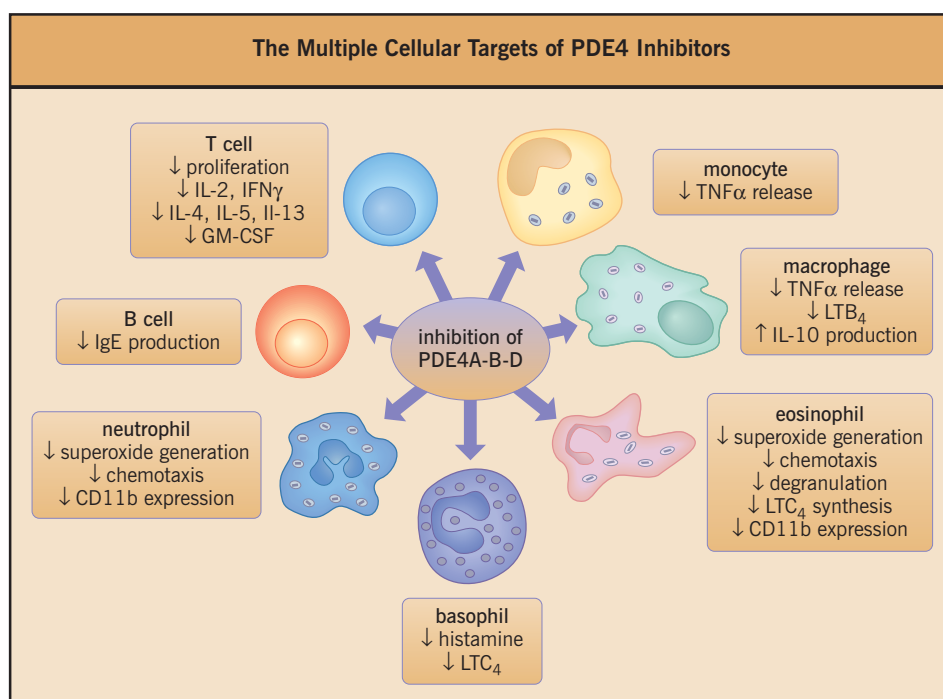 The Multiple Cellular Targets of PDE4 Inhibitors
T cell
↓ proliferation
↓ IL-2, IFNγ
↓ IL-4, IL-5, Il-13
↓ GM-CSF
monocyte
↓ TNFα release
macrophage
↓ TNFα release
↓ LTB₄
↑ IL-10 production
B cell
↓ IgE production
inhibition of
PDE4A-B-D
neutrophil
↓ superoxide generation
↓ chemotaxis
↓ CD11b expression
eosinophil
↓ superoxide generation
↓ chemotaxis
↓ degranulation
↓ LTC₄ synthesis
↓ CD11b expression
basophil
↓ histamine
↓ LTC₄